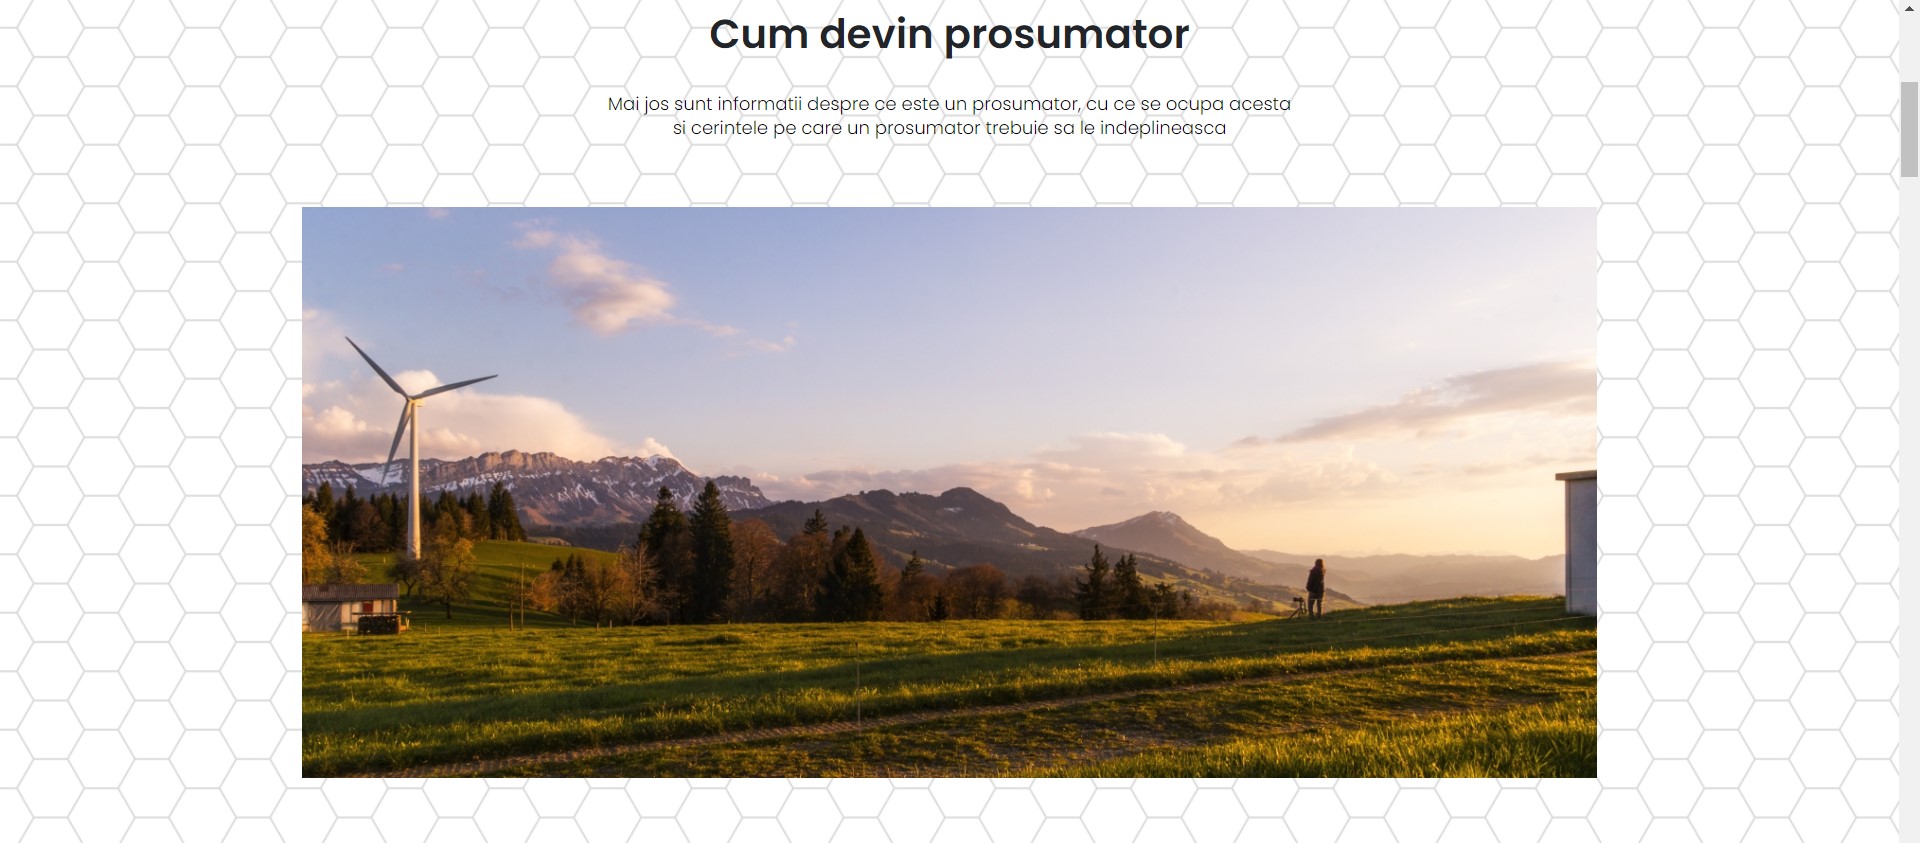 Cum devin prosumator
Mai jos sunt informatii despre ce este un prosumator, cu ce se ocupa acesta
si cerintele pe care un prosumator trebuie sa le indeplineasca